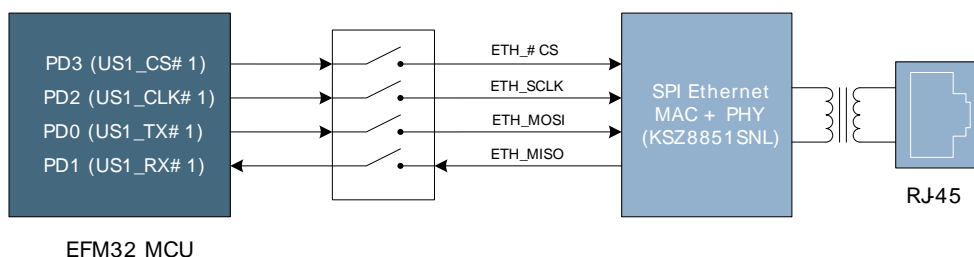 PD3 (US1_CS# 1)
PD2 (US1_CLK# 1)
PD0 (US1_TX# 1)
PD1 (US1_RX# 1)
EFM32 MCU
ETH_# CS
ETH_SCLK
ETH_MOSI
ETH_MISO
SPI Ethernet
MAC + PHY
(KSZ8851SNL)
RJ-45